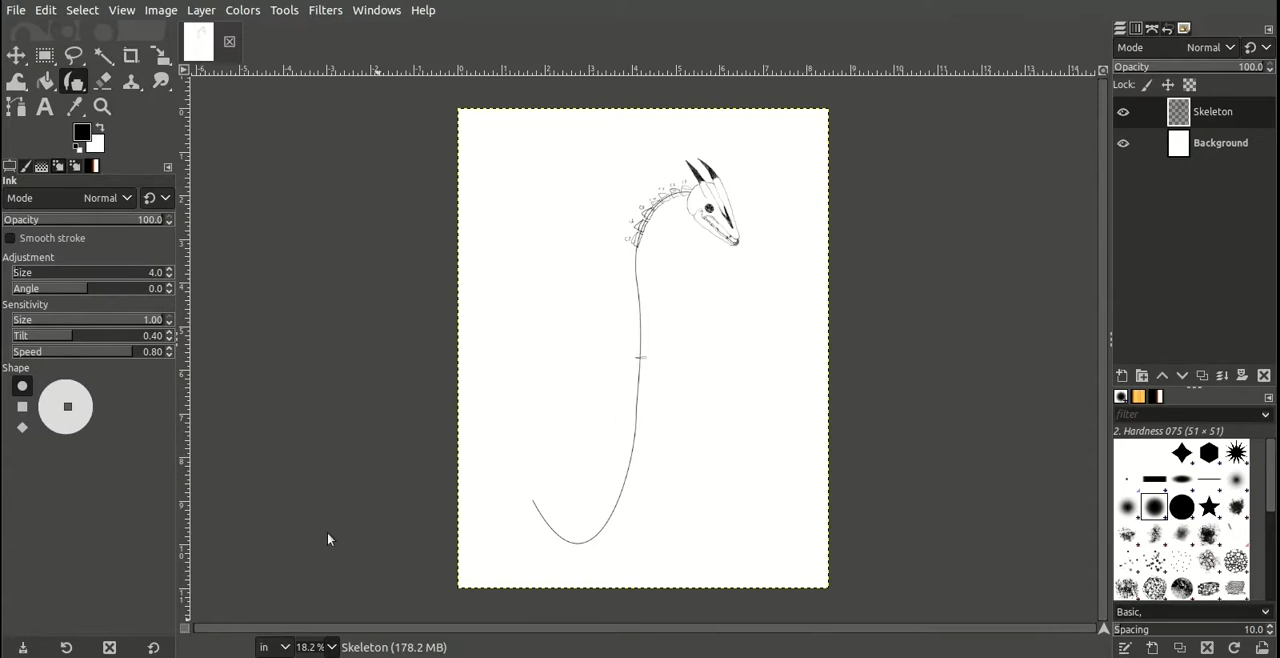 File Edit Select View Image Layer Colors Tools Filters Windows Help
Ink
Mode Normal
Opacity 100.0
Smooth stroke
Adjustment
Size 4.0
Angle 0.0
Sensitivity
Size 1.00
Tilt 0.40
Speed 0.80
Shape
in 18.2 % Skeleton (178.2 MB)
Mode Normal
Opacity 100.0
Lock:
Skeleton
Background
filter
2. Hardness 075 (51 × 51)
Basic,
Spacing 10.0